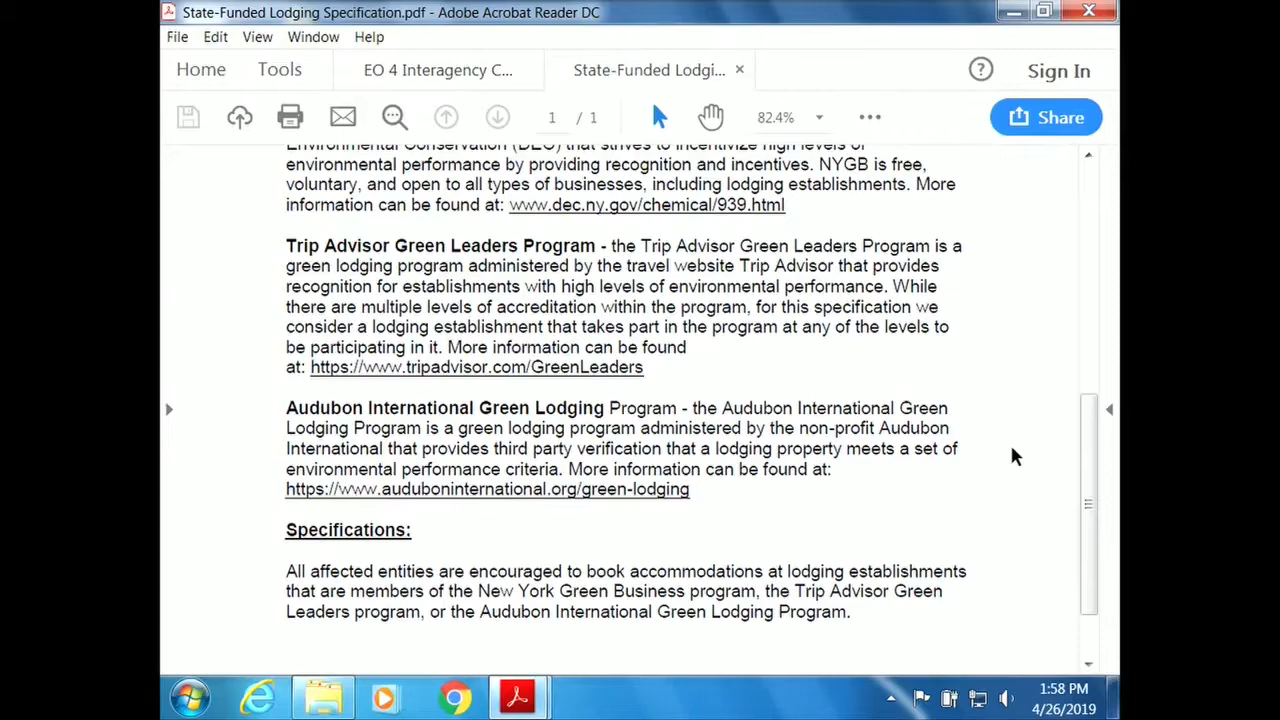 State-Funded Lodging Specification.pdf - Adobe Acrobat Reader DC
File Edit View Window Help
Home Tools EO 4 Interagency C... State-Funded Lodgi... × ? Sign In
1 / 1 82.4% Share
Environmental Conservation (DEC) that strives to incentivize high levels of
environmental performance by providing recognition and incentives. NYGB is free,
voluntary, and open to all types of businesses, including lodging establishments. More
information can be found at: www.dec.ny.gov/chemical/939.html
Trip Advisor Green Leaders Program - the Trip Advisor Green Leaders Program is a
green lodging program administered by the travel website Trip Advisor that provides
recognition for establishments with high levels of environmental performance. While
there are multiple levels of accreditation within the program, for this specification we
consider a lodging establishment that takes part in the program at any of the levels to
be participating in it. More information can be found
at: https://www.tripadvisor.com/GreenLeaders
Audubon International Green Lodging Program - the Audubon International Green
Lodging Program is a green lodging program administered by the non-profit Audubon
International that provides third party verification that a lodging property meets a set of
environmental performance criteria. More information can be found at:
https://www.auduboninternational.org/green-lodging
Specifications:
All affected entities are encouraged to book accommodations at lodging establishments
that are members of the New York Green Business program, the Trip Advisor Green
Leaders program, or the Audubon International Green Lodging Program.
1:58 PM
4/26/2019